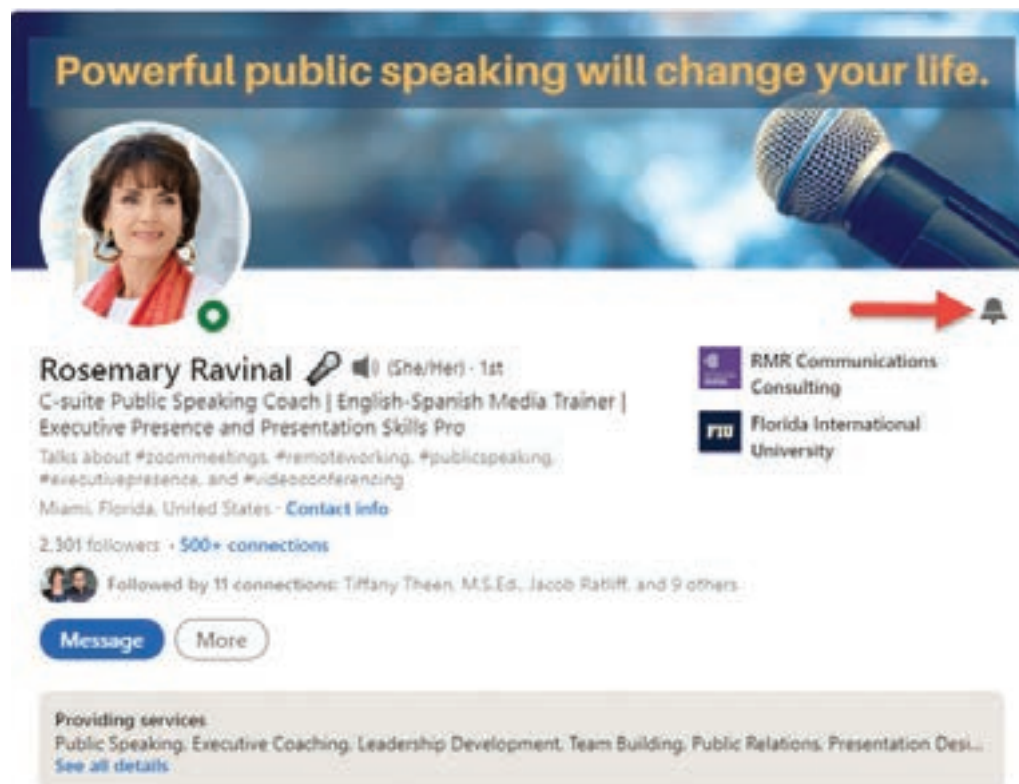 Powerful public speaking will change your life.
Rosemary Ravinal 🎤 🔊 (She/Her) · 1st
C-suite Public Speaking Coach | English-Spanish Media Trainer |
Executive Presence and Presentation Skills Pro
Talks about #zoommeetings, #remoteworking, #publicspeaking,
#executivepresence, and #videoconferencing
Miami, Florida, United States · Contact info
2,301 followers · 500+ connections
Followed by 11 connections: Tiffany Theen, M.S.Ed., Jacob Ratliff, and 9 others
Message
More
RMR Communications
Consulting
FIU
Florida International
University
Providing services
Public Speaking, Executive Coaching, Leadership Development, Team Building, Public Relations, Presentation Desi...
See all details